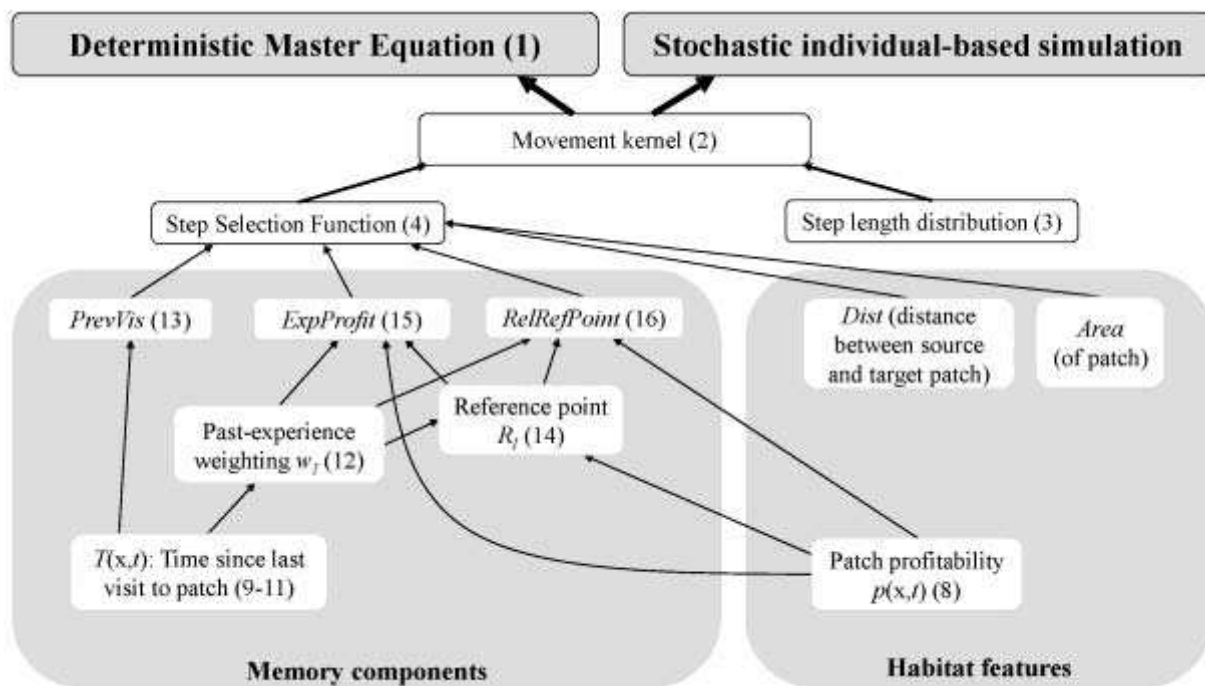 Deterministic Master Equation (1)
Stochastic individual-based simulation
Movement kernel (2)
Step Selection Function (4)
Step length distribution (3)
PrevVis (13)
ExpProfit (15)
RelRefPoint (16)
Dist (distance
between source
and target patch)
Area
(of patch)
Reference point
R_l (14)
Past-experience
weighting w_T (12)
T(x,t): Time since last
visit to patch (9-11)
Patch profitability
p(x,t) (8)
Memory components
Habitat features